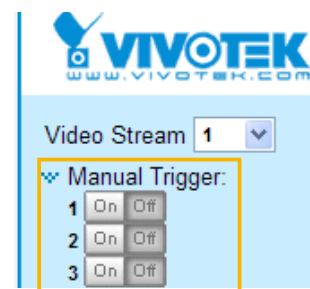 VIVOTEK
www.vivotek.com
Video Stream 1
Manual Trigger:
1 On Off
2 On Off
3 On Off